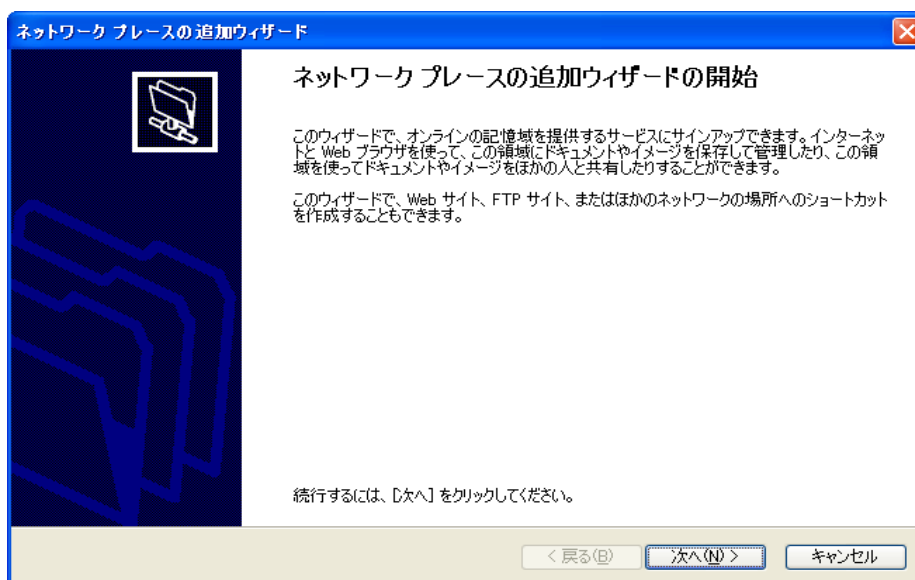 ネットワーク プレースの追加ウィザード
ネットワーク プレースの追加ウィザードの開始
このウィザードで、オンラインの記憶域を提供するサービスにサインアップできます。インターネッ
トと Web ブラウザを使って、この領域にドキュメントやイメージを保存して管理したり、この領
域を使ってドキュメントやイメージをほかの人と共有したりすることができます。
このウィザードで、Web サイト、FTP サイト、またはほかのネットワークの場所へのショートカット
を作成することもできます。
続行するには、[次へ] をクリックしてください。
< 戻る(B) 次へ(N) > キャンセル